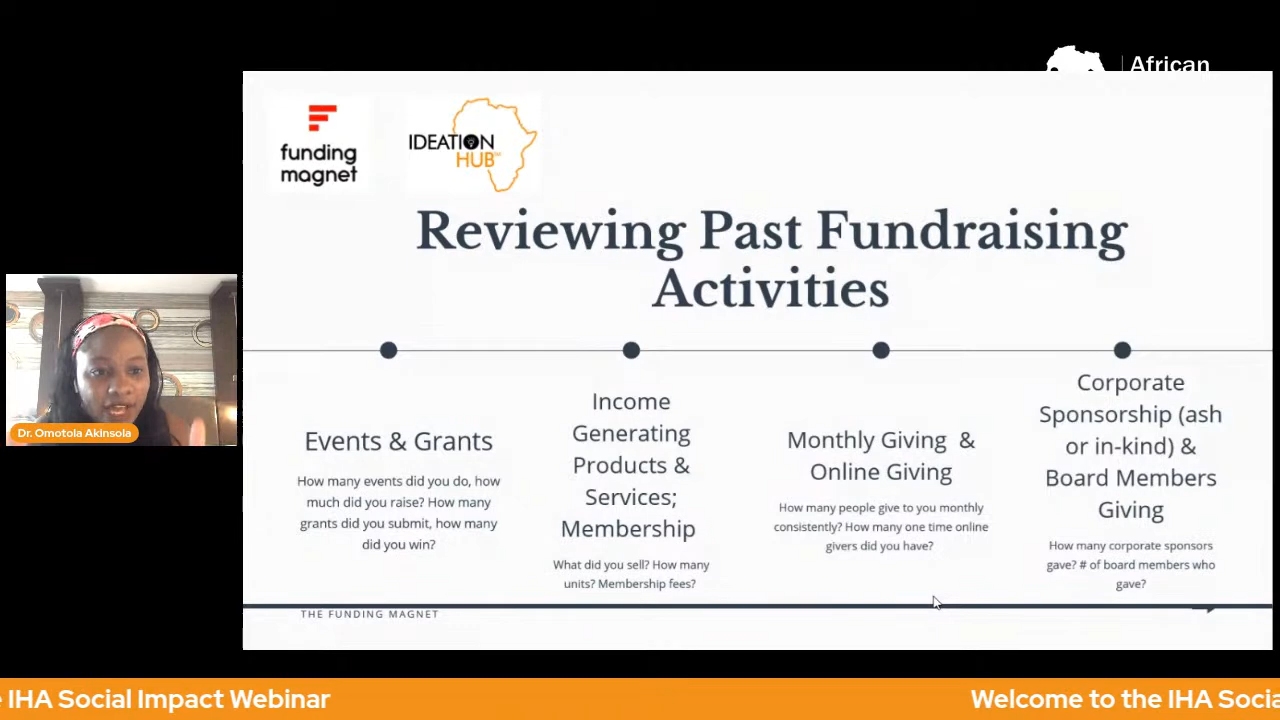 African
funding
magnet
IDEATION
HUB™
Reviewing Past Fundraising
Activities
Events & Grants
How many events did you do, how
much did you raise? How many
grants did you submit, how many
did you win?
Income
Generating
Products &
Services;
Membership
What did you sell? How many
units? Membership fees?
Monthly Giving &
Online Giving
How many people give to you monthly
consistently? How many one time online
givers did you have?
Corporate
Sponsorship (ash
or in-kind) &
Board Members
Giving
How many corporate sponsors
gave? # of board members who
gave?
THE FUNDING MAGNET
Dr. Omotola Akinsola
e IHA Social Impact Webinar
Welcome to the IHA Socia